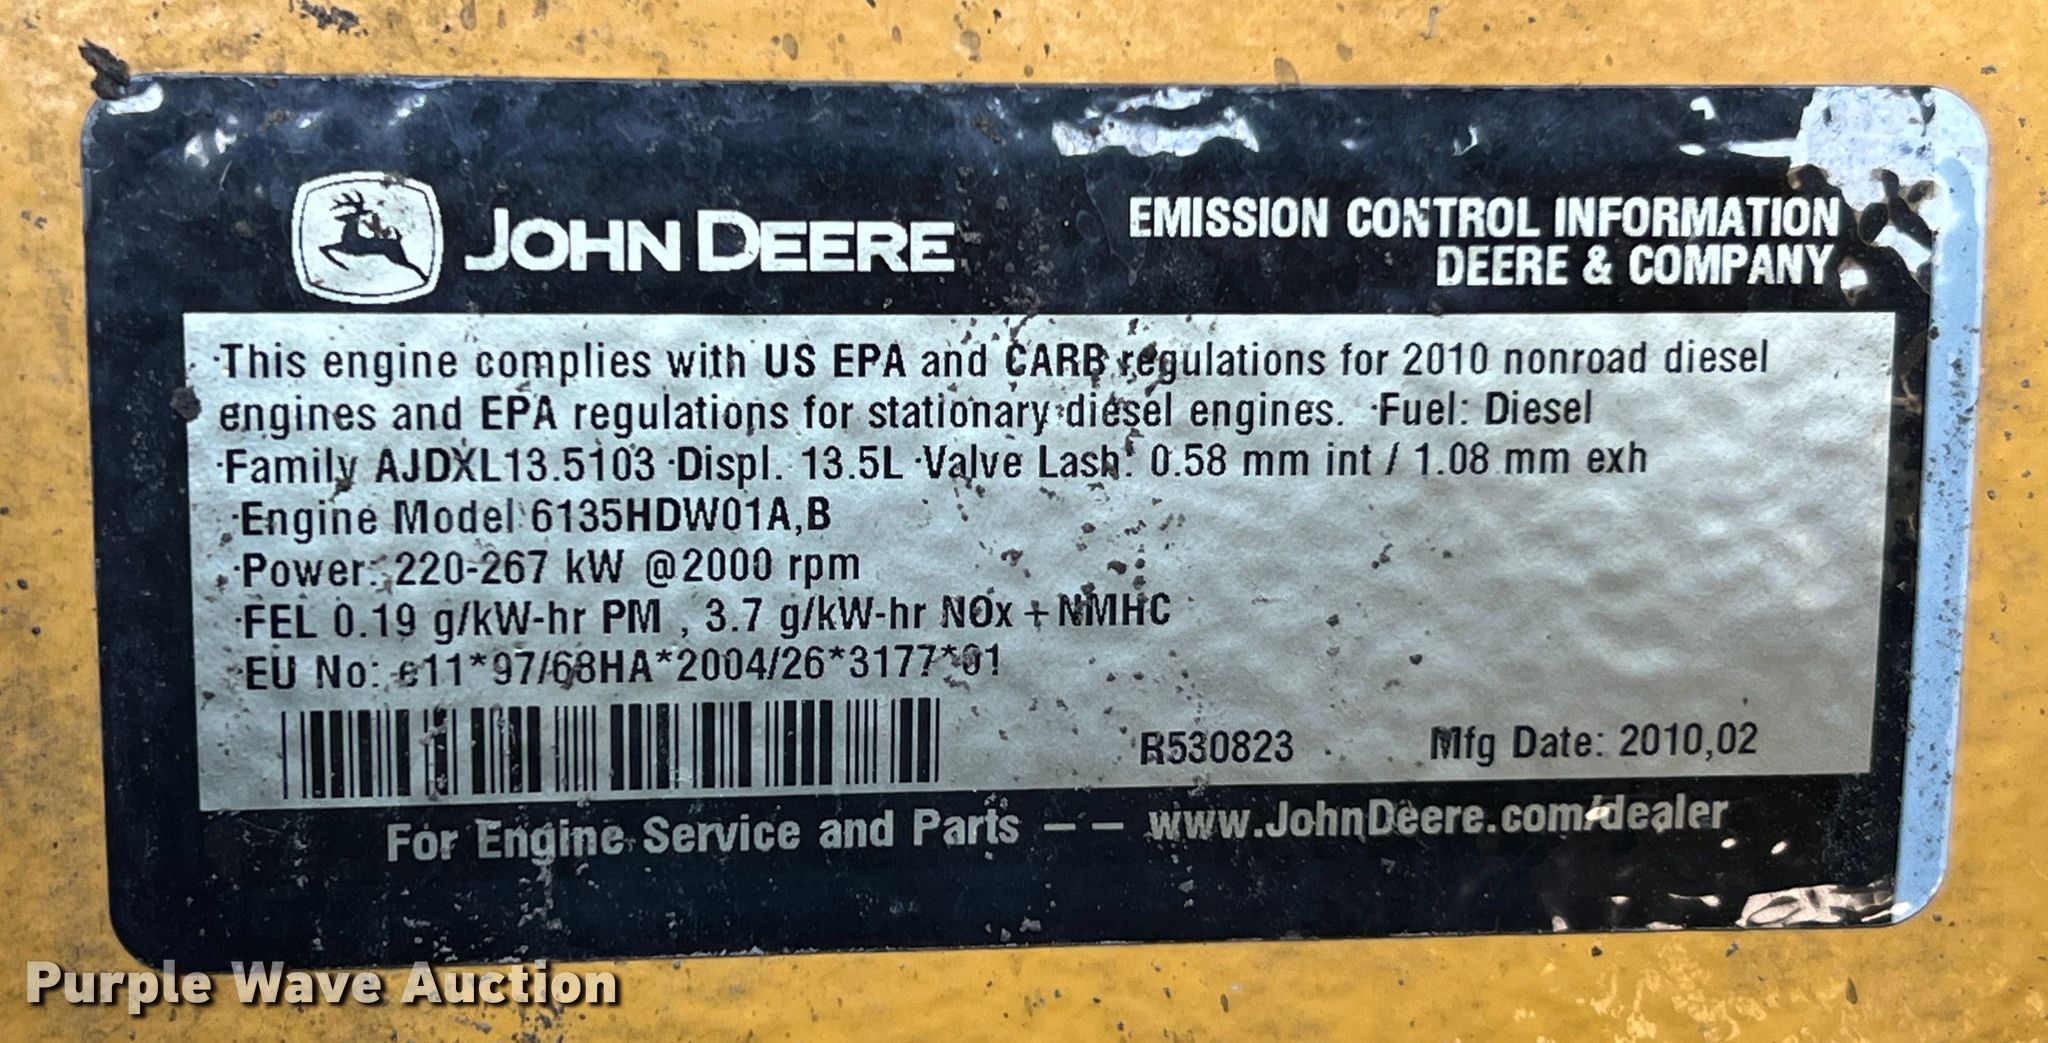 JOHN DEERE
EMISSION CONTROL INFORMATION
DEERE & COMPANY
·This engine complies with US EPA and CARB regulations for 2010 nonroad diesel
engines and EPA regulations for stationary diesel engines. ·Fuel: Diesel
·Family AJDXL13.5103 ·Displ. 13.5L ·Valve Lash: 0.58 mm int / 1.08 mm exh
·Engine Model 6135HDW01A,B
·Power: 220-267 kW @2000 rpm
·FEL 0.19 g/kW-hr PM , 3.7 g/kW-hr NOx + NMHC
·EU No: e11*97/68HA*2004/26*3177*01
R530823 Mfg Date: 2010,02
For Engine Service and Parts — — www.JohnDeere.com/dealer
Purple Wave Auction